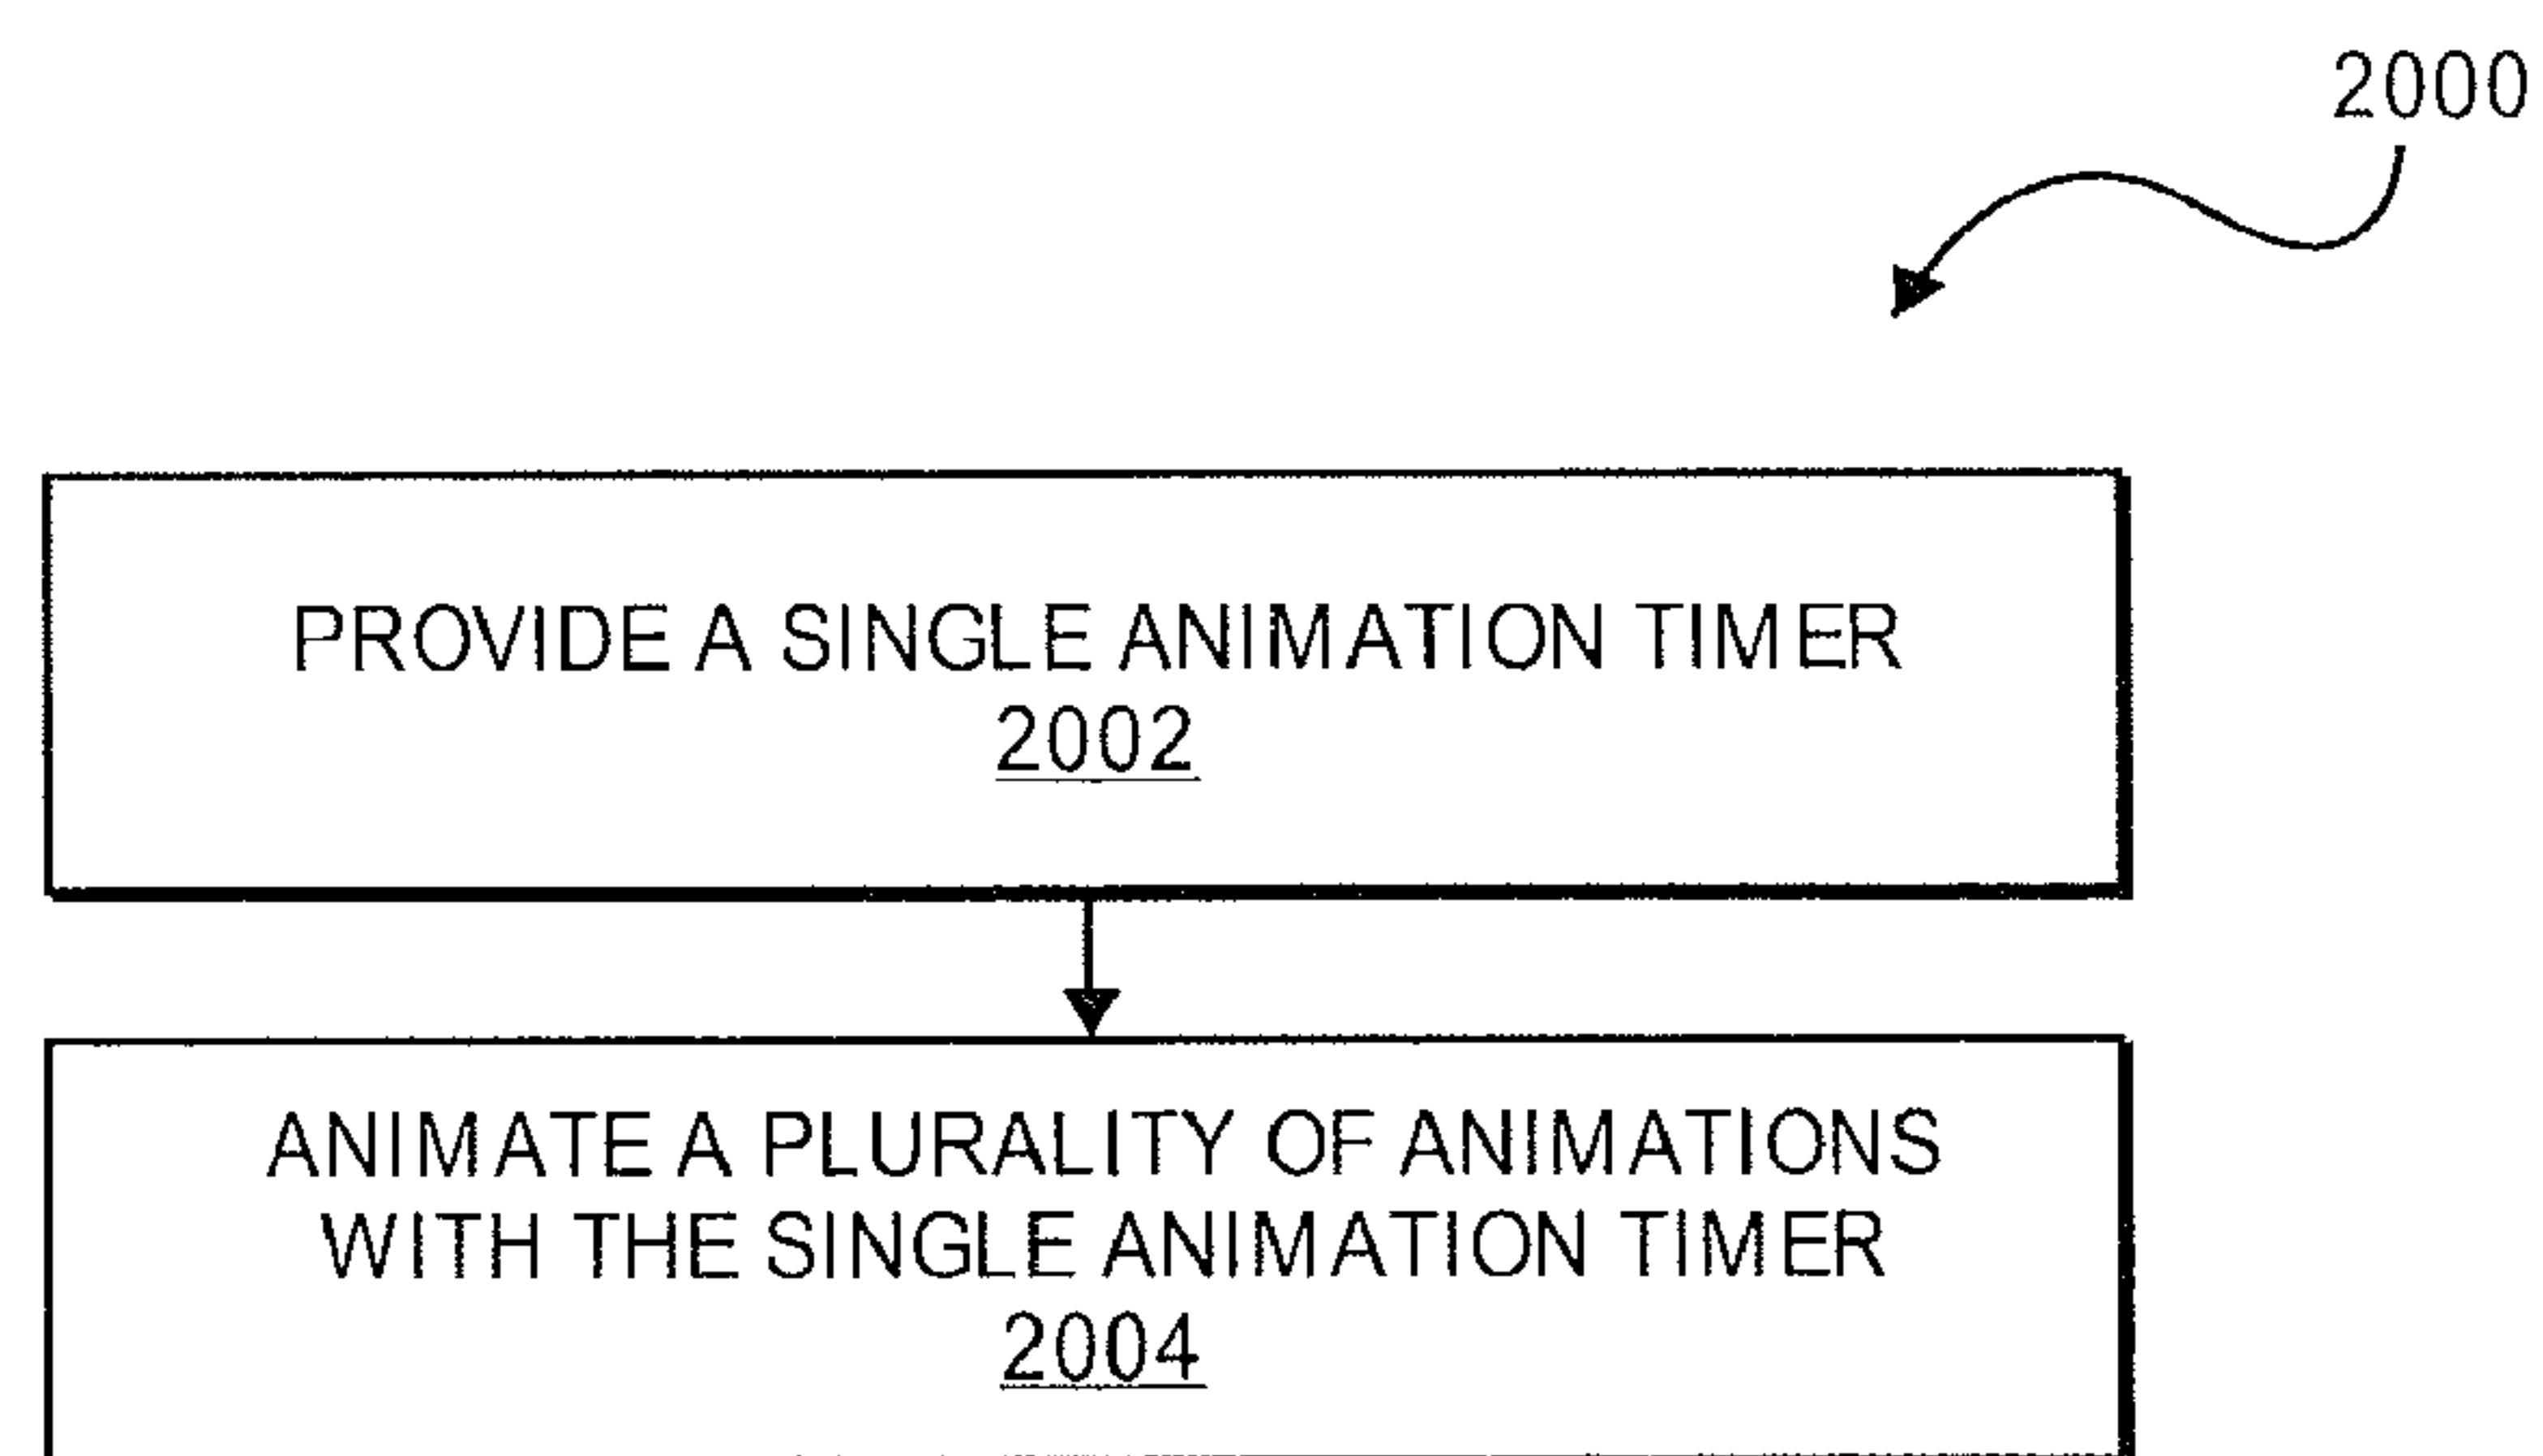 2000
PROVIDE A SINGLE ANIMATION TIMER
2002
ANIMATE A PLURALITY OF ANIMATIONS
WITH THE SINGLE ANIMATION TIMER
2004